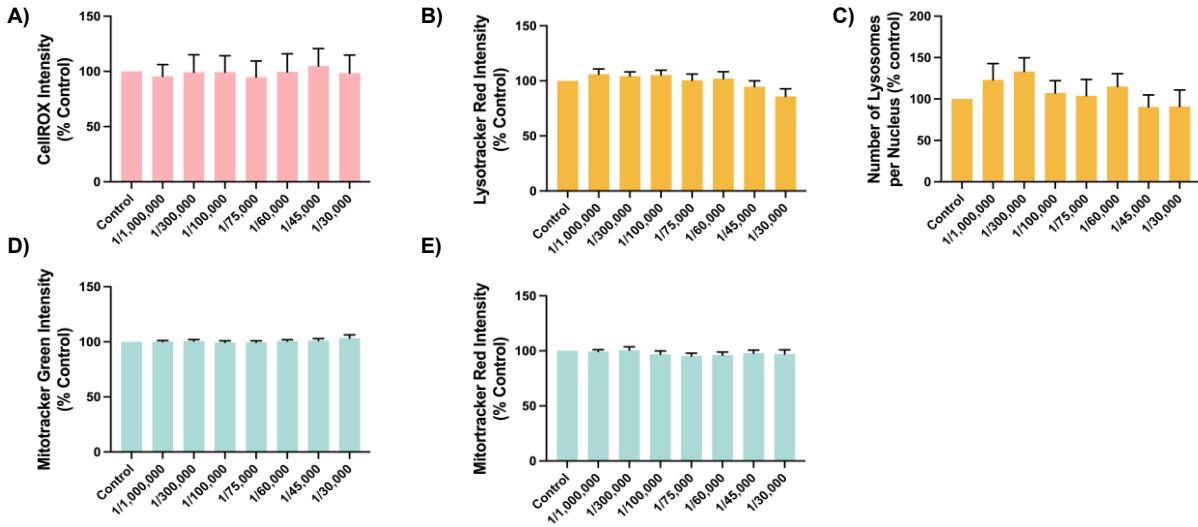 A)
CellROX Intensity
(% Control)
150
100
50
0
Control
1/1,000,000
1/300,000
1/100,000
1/75,000
1/60,000
1/45,000
1/30,000
B)
Lysotracker Red Intensity
(% Control)
150
100
50
0
Control
1/1,000,000
1/300,000
1/100,000
1/75,000
1/60,000
1/45,000
1/30,000
C)
Number of Lysosomes
per Nucleus (% control)
200
150
100
50
0
Control
1/1,000,000
1/300,000
1/100,000
1/75,000
1/60,000
1/45,000
1/30,000
D)
Mitotracker Green Intensity
(% Control)
150
100
50
0
Control
1/1,000,000
1/300,000
1/100,000
1/75,000
1/60,000
1/45,000
1/30,000
E)
Mitortracker Red Intensity
(% Control)
150
100
50
0
Control
1/1,000,000
1/300,000
1/100,000
1/75,000
1/60,000
1/45,000
1/30,000